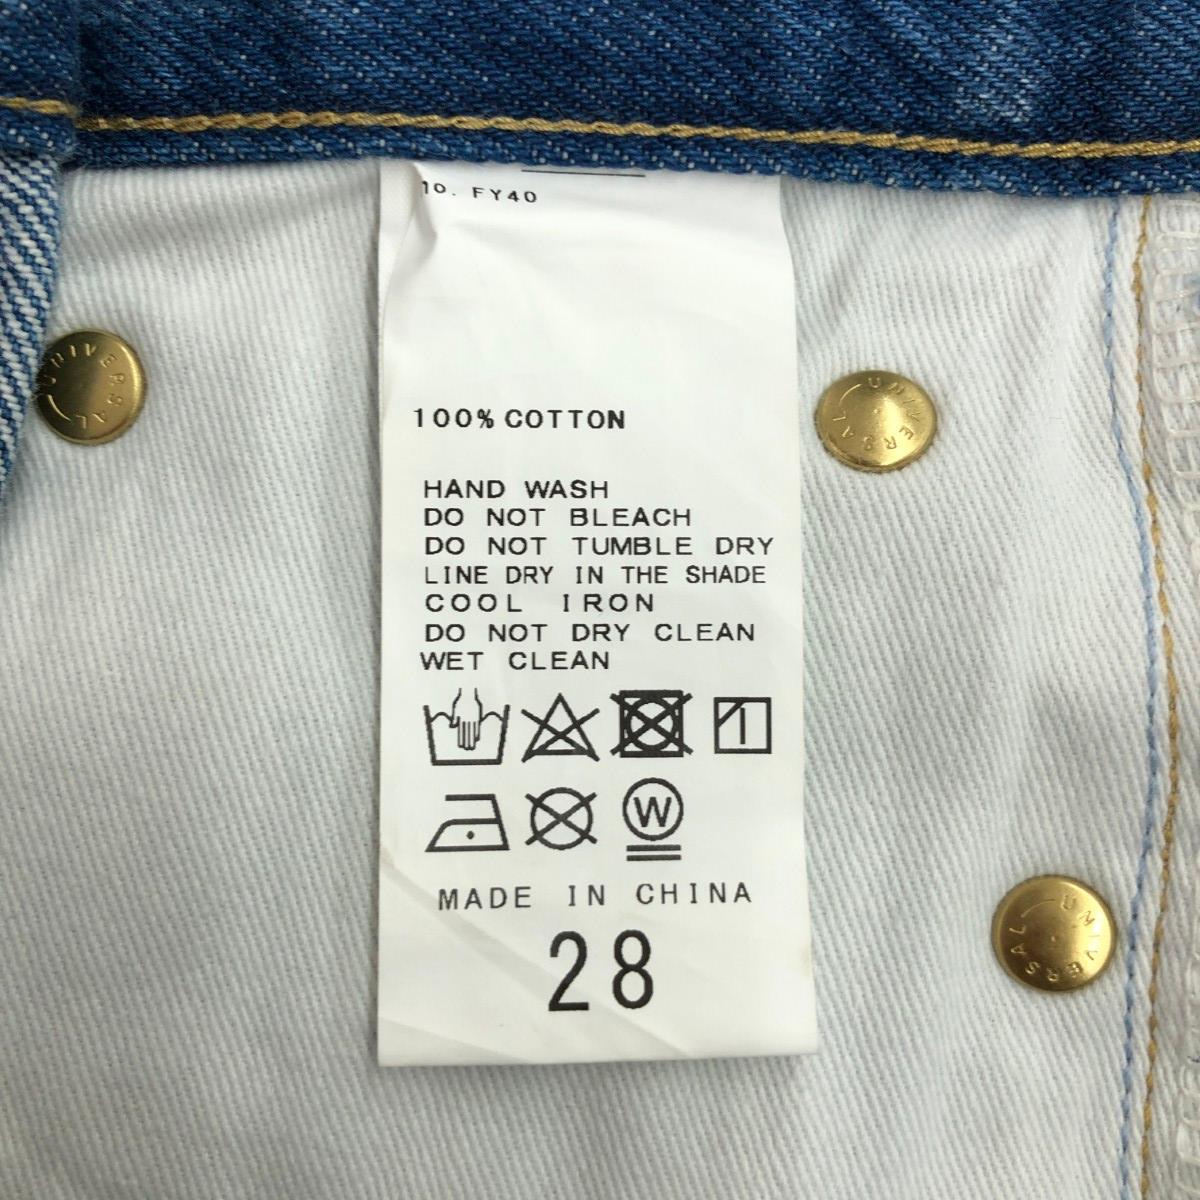 10. FY40
100% COTTON
HAND WASH
DO NOT BLEACH
DO NOT TUMBLE DRY
LINE DRY IN THE SHADE
COOL IRON
DO NOT DRY CLEAN
WET CLEAN
W
MADE IN CHINA
28
UNIVERSAL
UNIVERSAL
UNIVERSAL